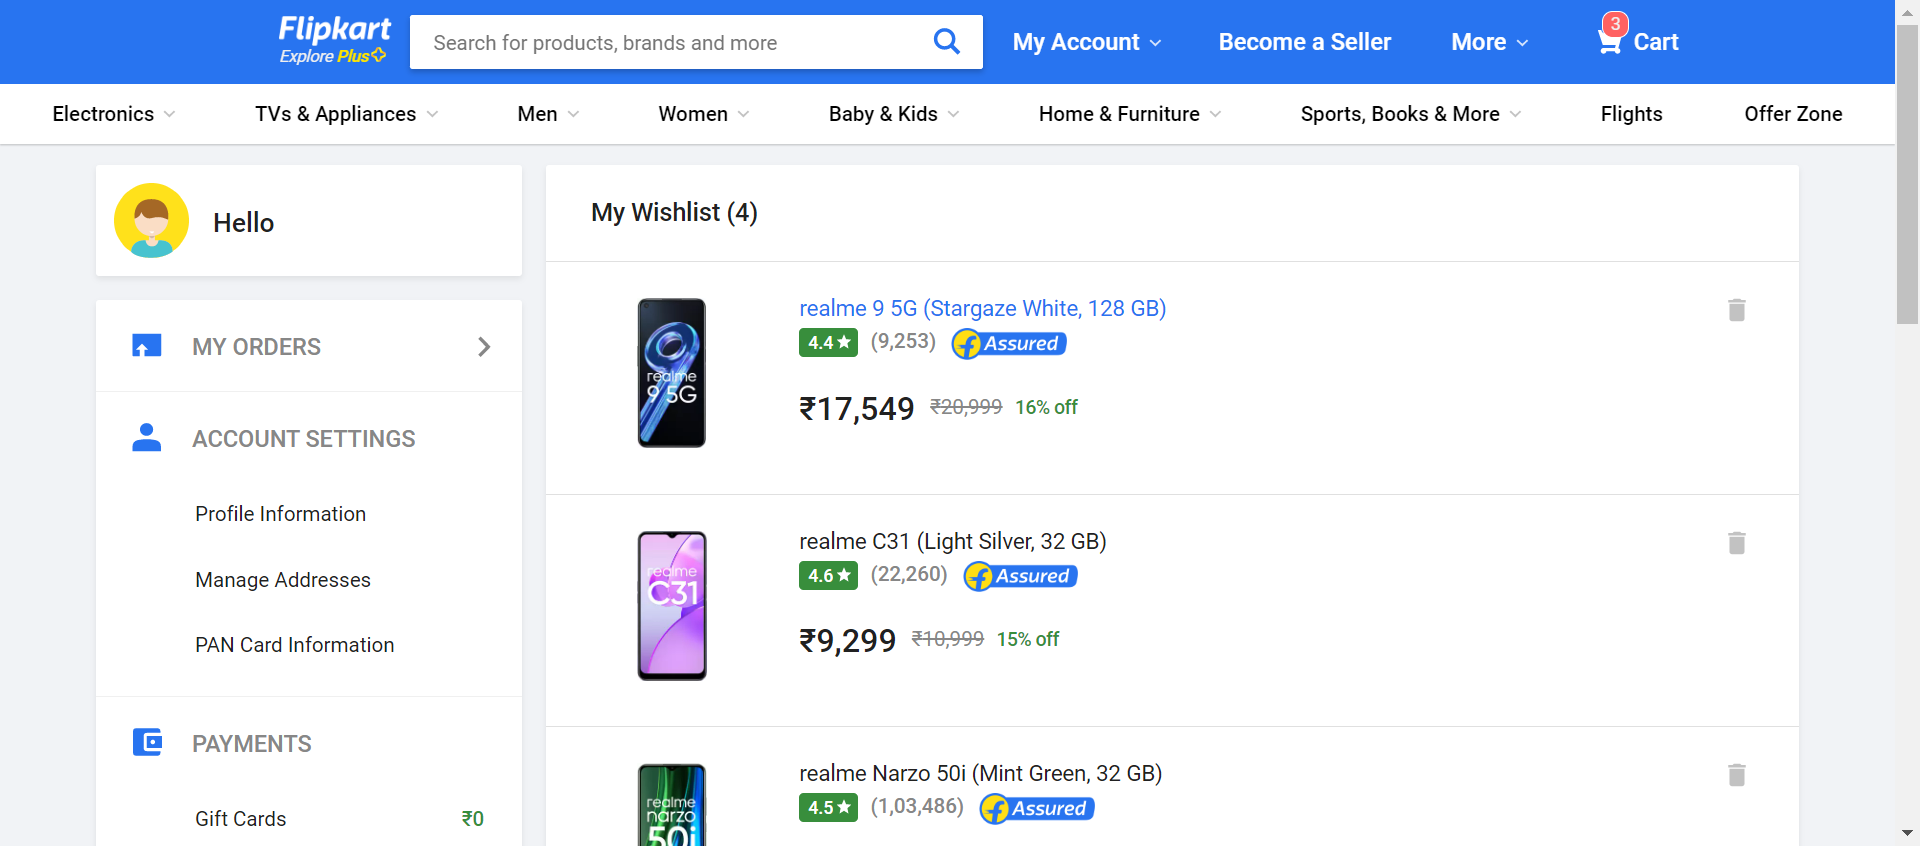 Flipkart
Explore Plus
Search for products, brands and more
My Account
Become a Seller
More
3
Cart
Electronics
TVs & Appliances
Men
Women
Baby & Kids
Home & Furniture
Sports, Books & More
Flights
Offer Zone
Hello
MY ORDERS
ACCOUNT SETTINGS
Profile Information
Manage Addresses
PAN Card Information
PAYMENTS
Gift Cards ₹0
My Wishlist (4)
realme
9 5G
realme 9 5G (Stargaze White, 128 GB)
4.4★ (9,253) Assured
₹17,549 ₹20,999 16% off
realme
C31
realme C31 (Light Silver, 32 GB)
4.6★ (22,260) Assured
₹9,299 ₹10,999 15% off
realme
narzo
50i
realme Narzo 50i (Mint Green, 32 GB)
4.5★ (1,03,486) Assured